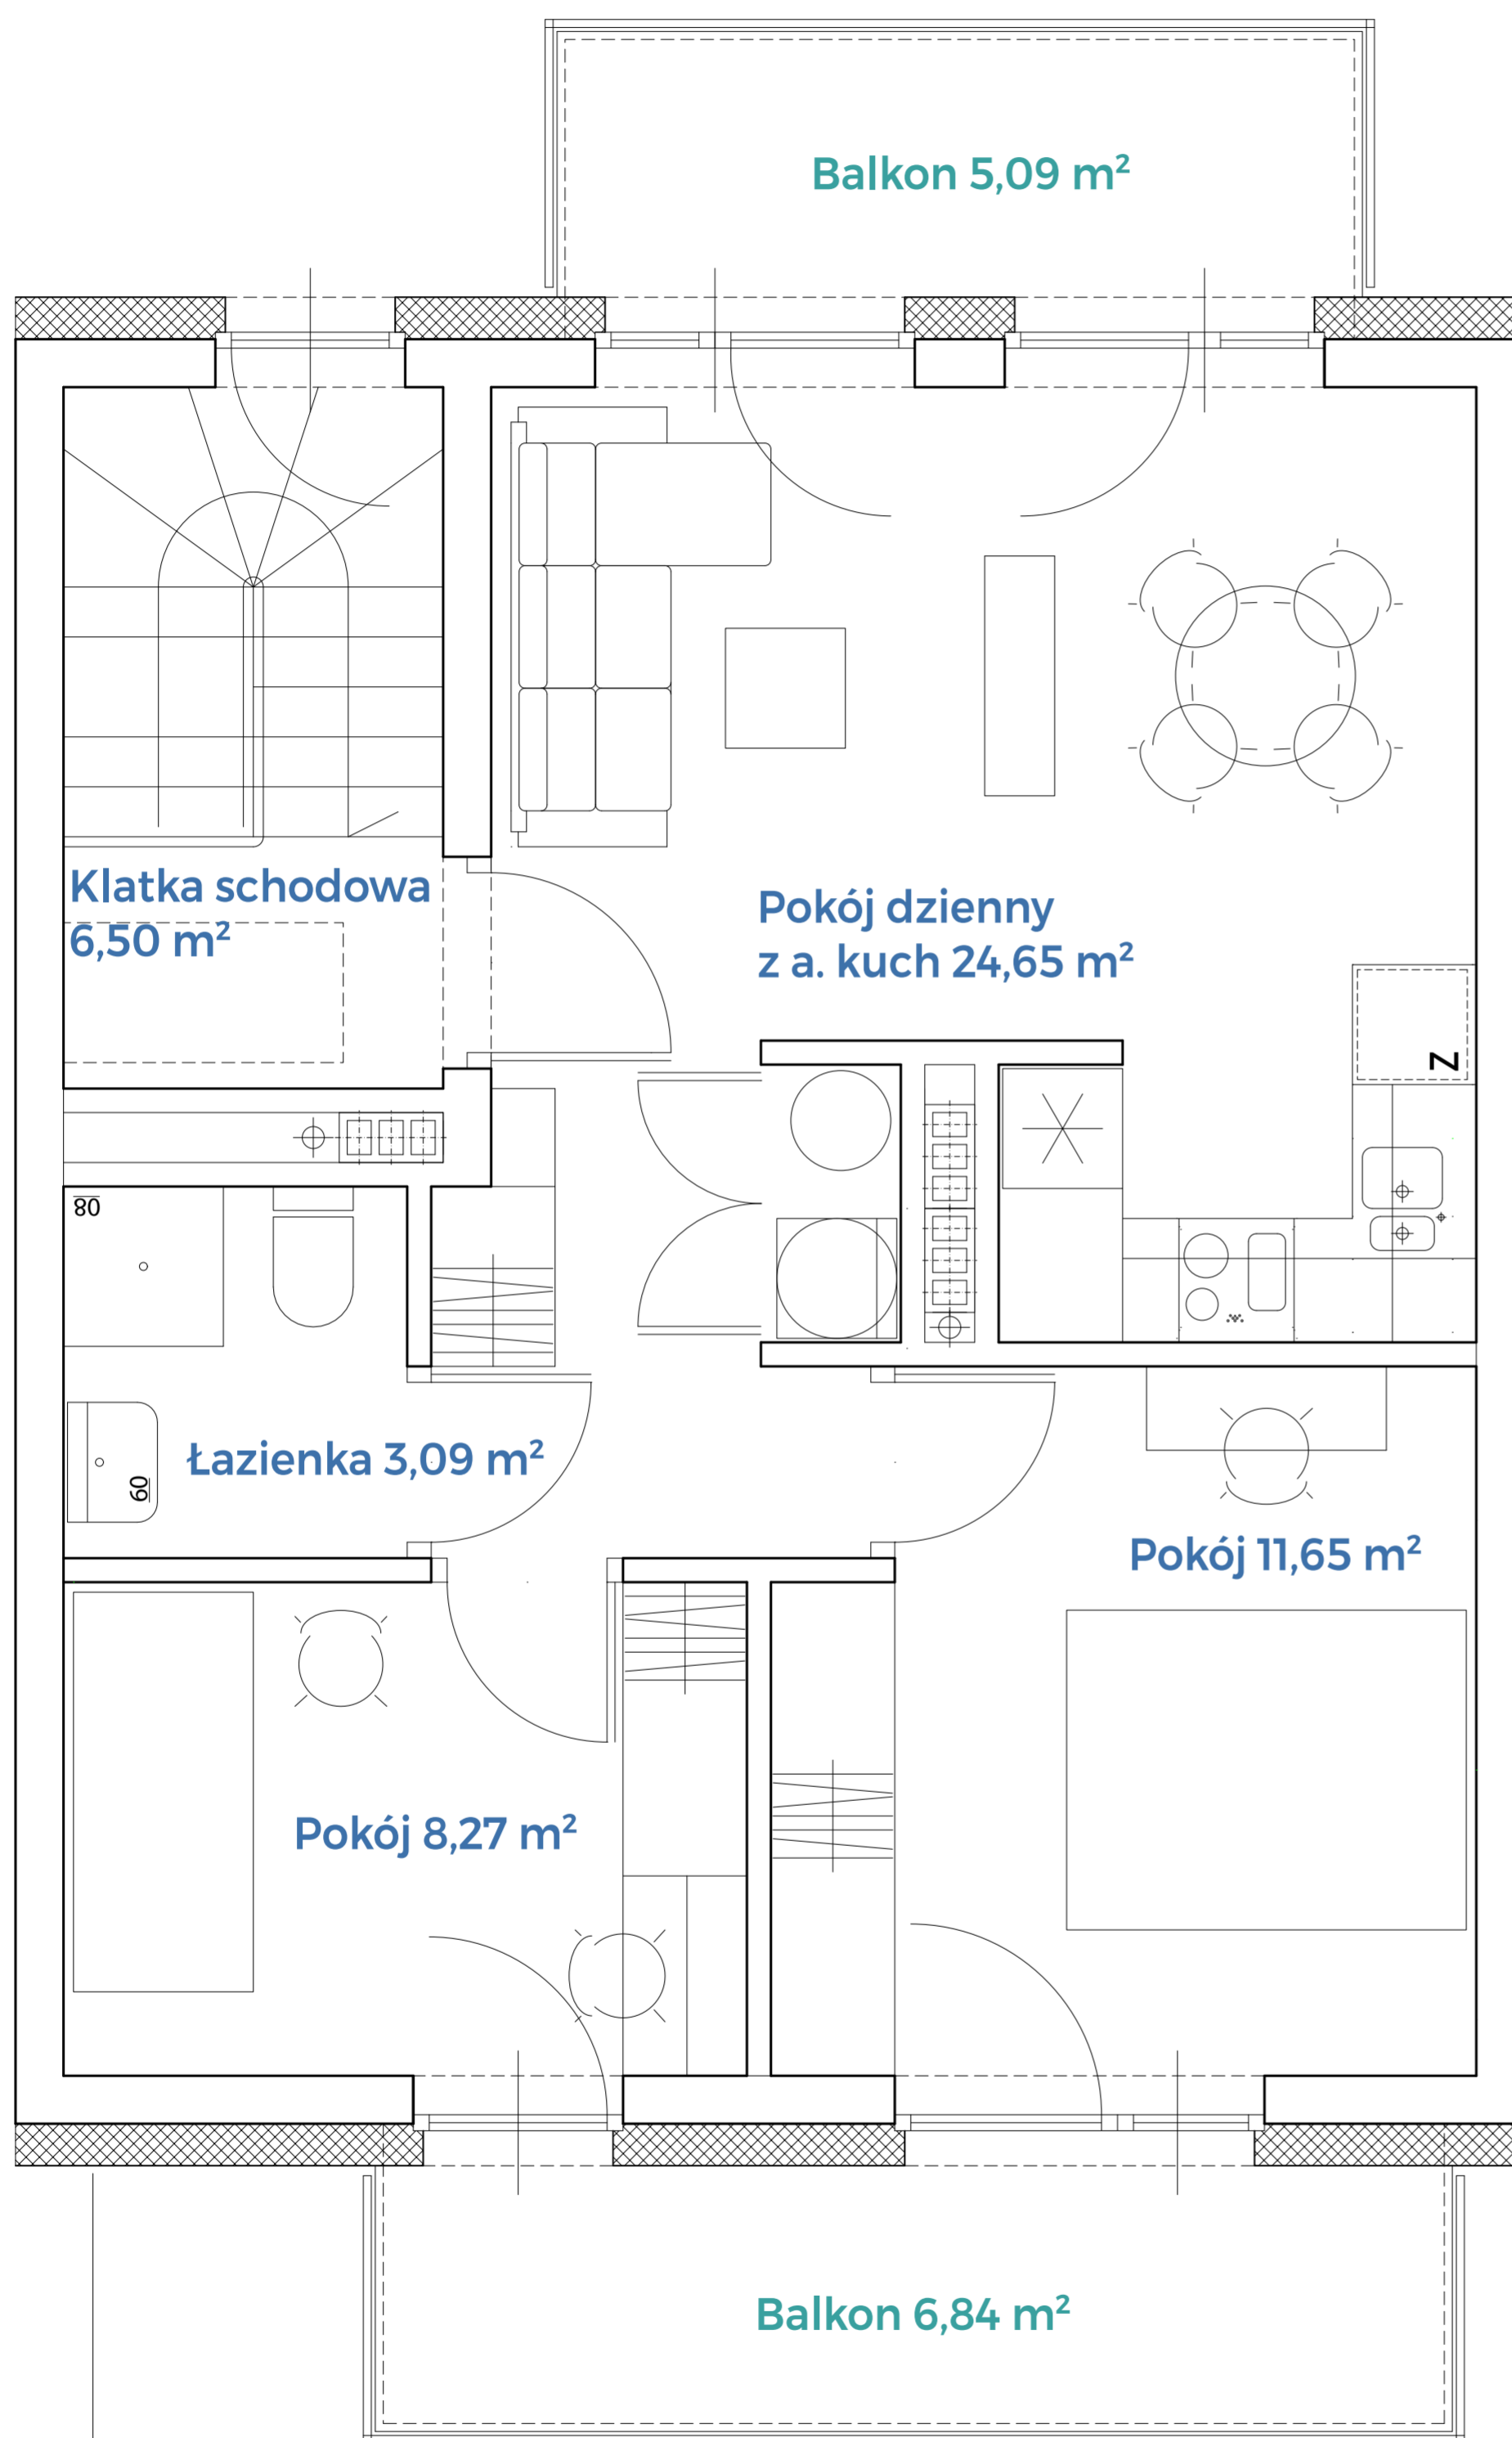 Balkon 5,09 m²
Klatka schodowa
6,50 m²
Pokój dzienny
z a. kuch 24,65 m²
Z
80
Łazienka 3,09 m²
60
Pokój 11,65 m²
Pokój 8,27 m²
Balkon 6,84 m²